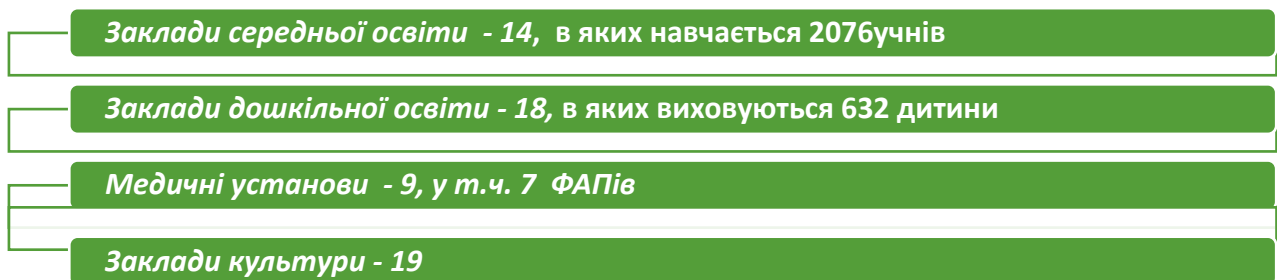 Заклади середньої освіти - 14, в яких навчається 2076учнів
Заклади дошкільної освіти - 18, в яких виховуються 632 дитини
Медичні установи - 9, у т.ч. 7 ФАПів
Заклади культури - 19